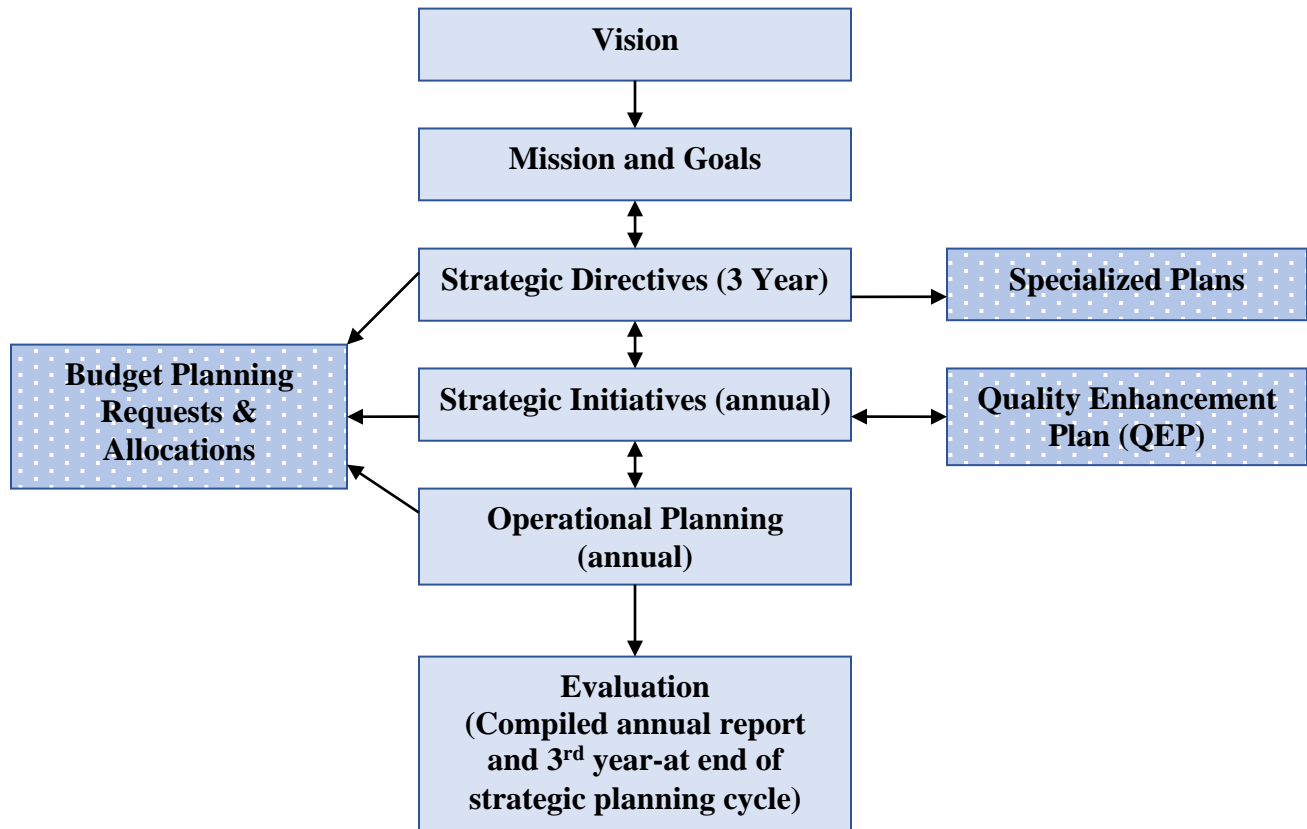 Vision
Mission and Goals
Strategic Directives (3 Year)
Specialized Plans
Budget Planning
Requests &
Allocations
Strategic Initiatives (annual)
Quality Enhancement
Plan (QEP)
Operational Planning
(annual)
Evaluation
(Compiled annual report
and 3rd year-at end of
strategic planning cycle)